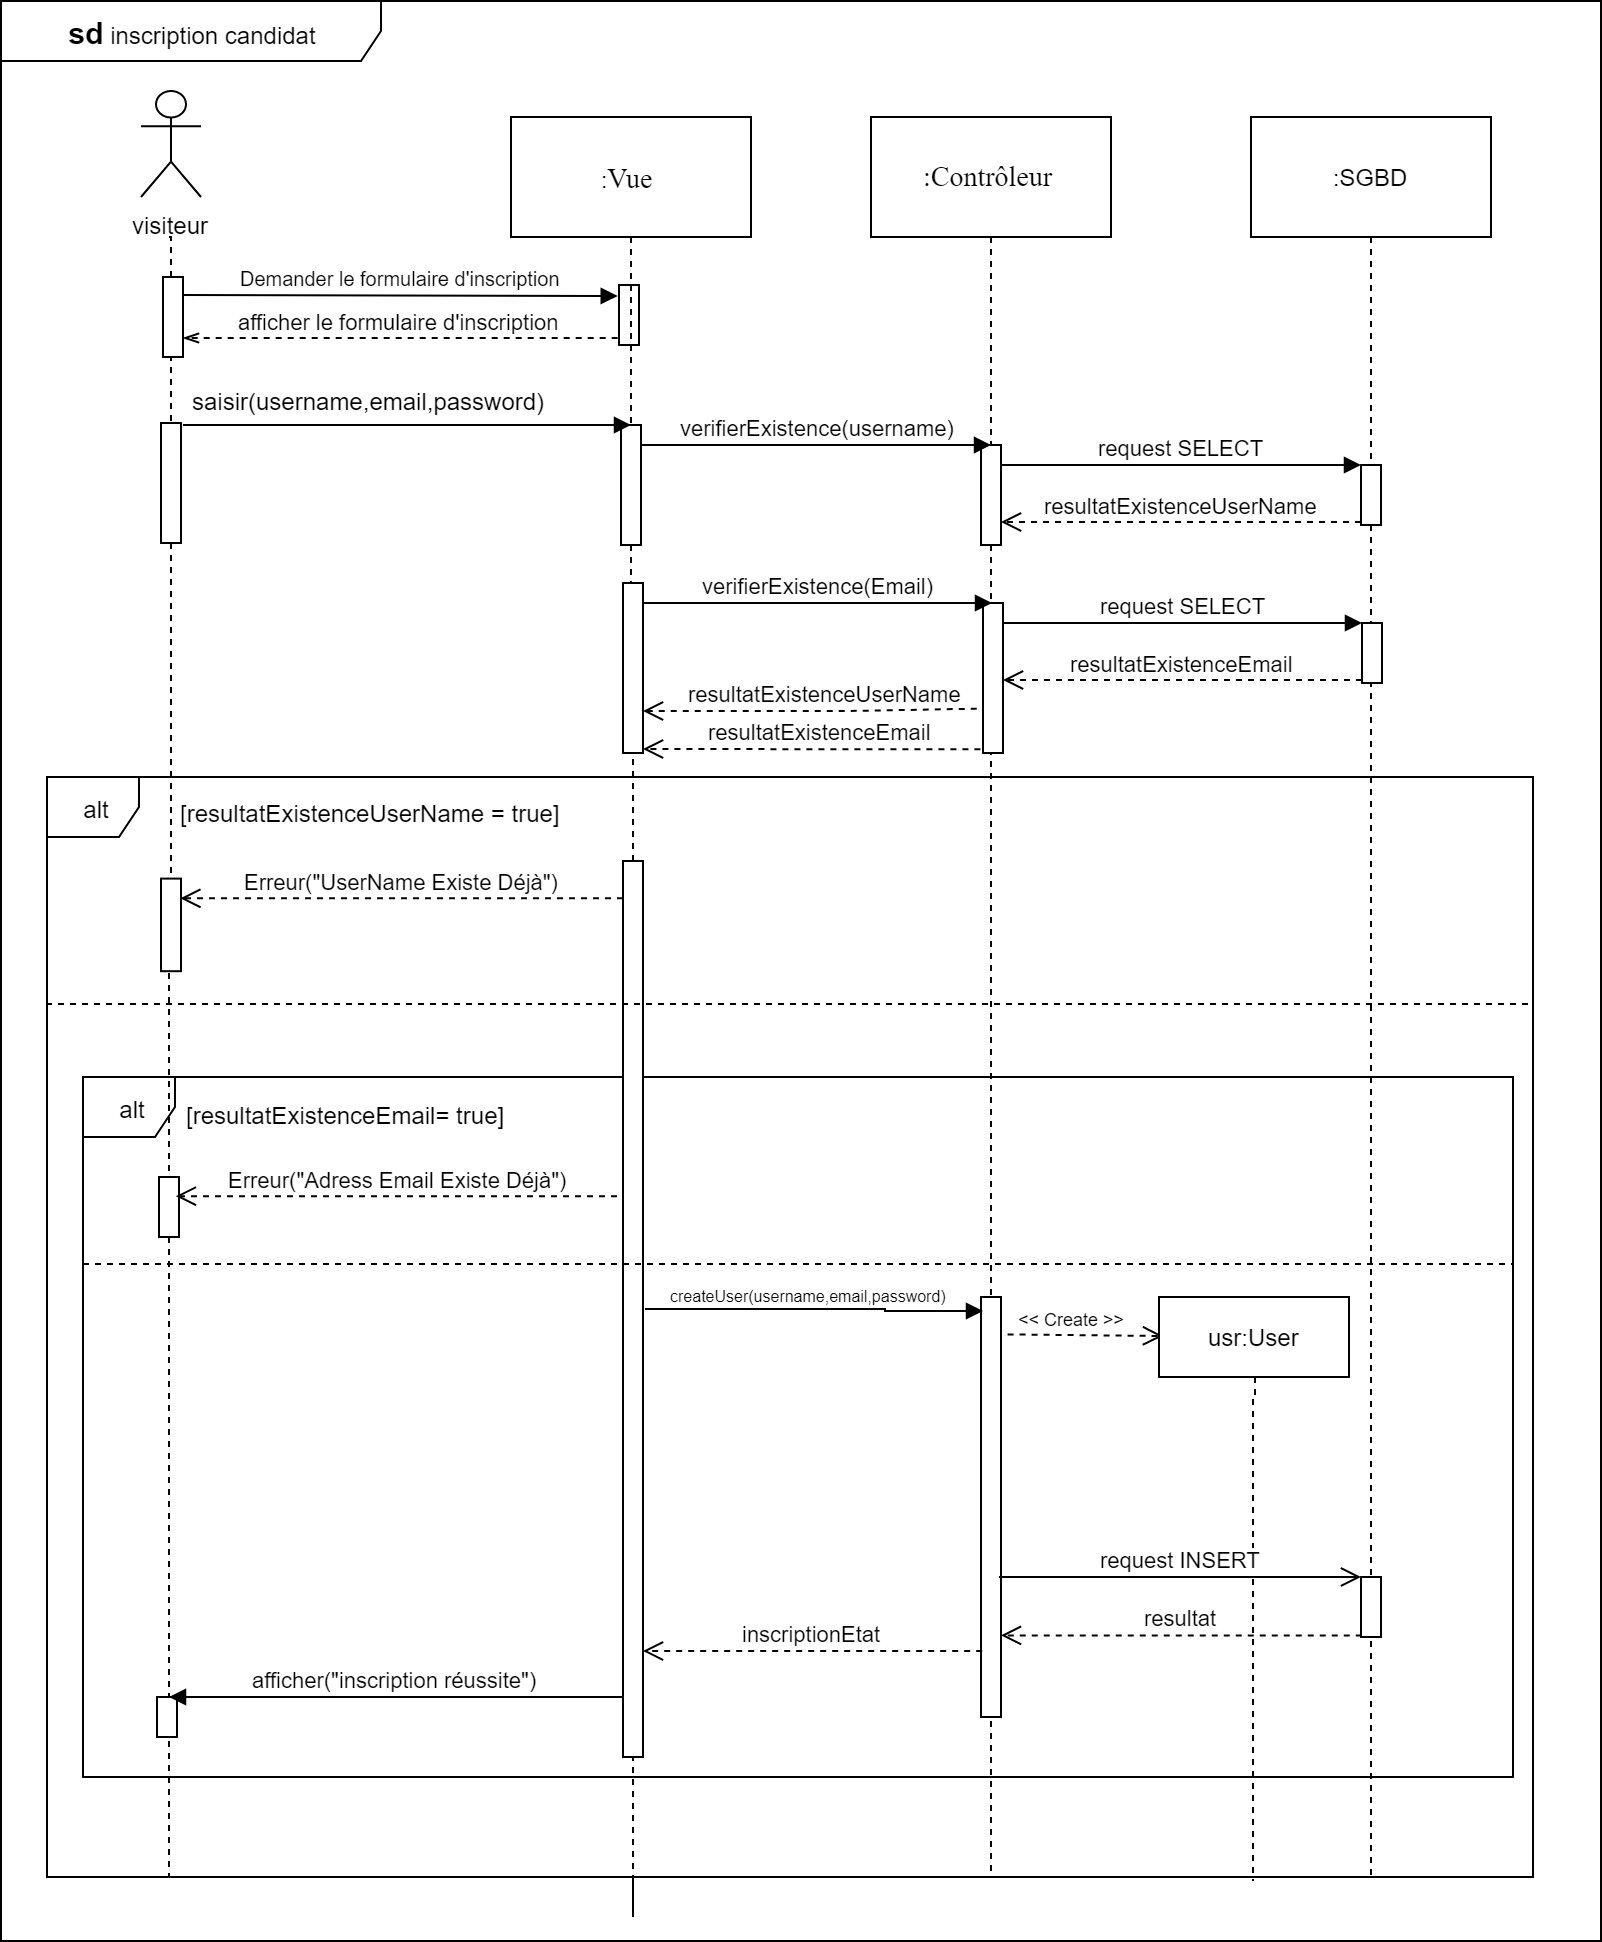 sd inscription candidat
visiteur
:Vue
:Contrôleur
:SGBD
Demander le formulaire d'inscription
afficher le formulaire d'inscription
saisir(username,email,password)
verifierExistence(username)
request SELECT
resultatExistenceUserName
verifierExistence(Email)
request SELECT
resultatExistenceEmail
resultatExistenceUserName
resultatExistenceEmail
alt
[resultatExistenceUserName = true]
Erreur("UserName Existe Déjà")
alt
[resultatExistenceEmail= true]
Erreur("Adress Email Existe Déjà")
createUser(username,email,password)
<< Create >>
usr:User
request INSERT
resultat
inscriptionEtat
afficher("inscription réussite")